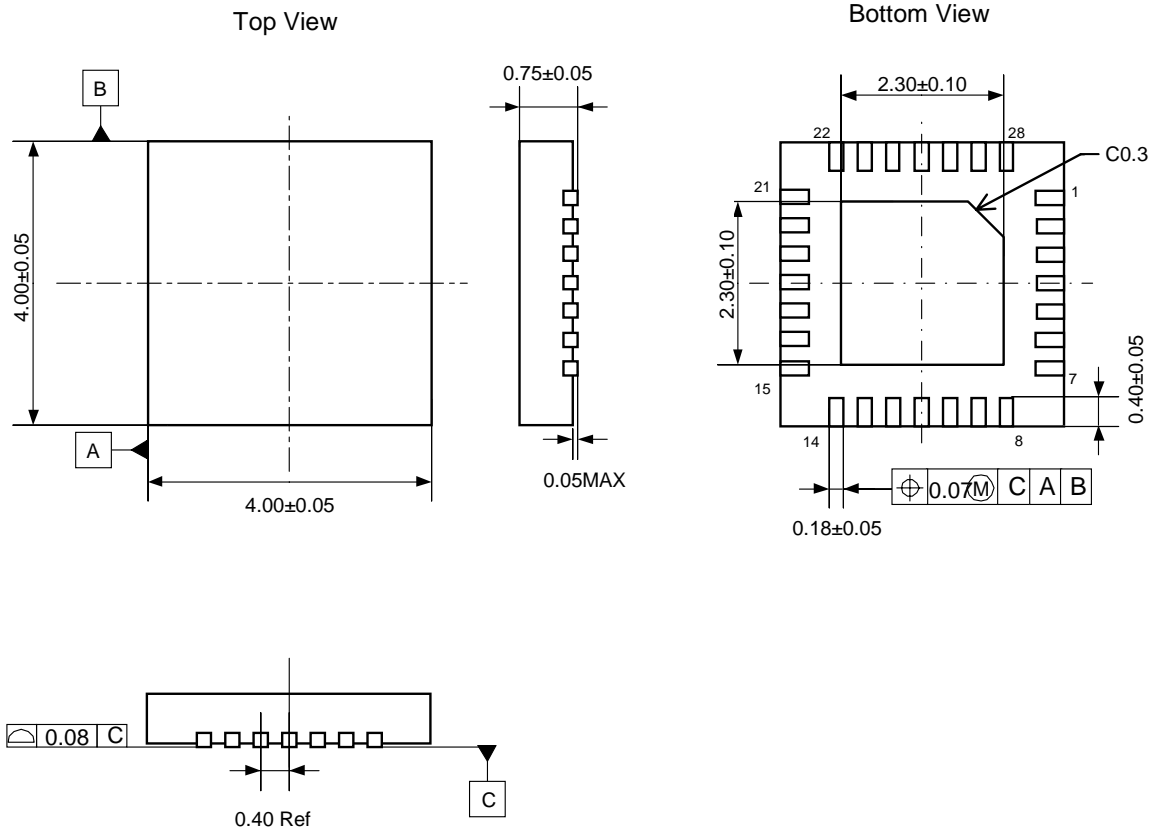 Top View
Bottom View
B
0.75±0.05
2.30±0.10
22
28
C0.3
21
1
4.00±0.05
2.30±0.10
15
7
0.40±0.05
A
14
8
0.05MAX
4.00±0.05
0.07Ⓜ C A B
0.18±0.05
0.08 C
C
0.40 Ref